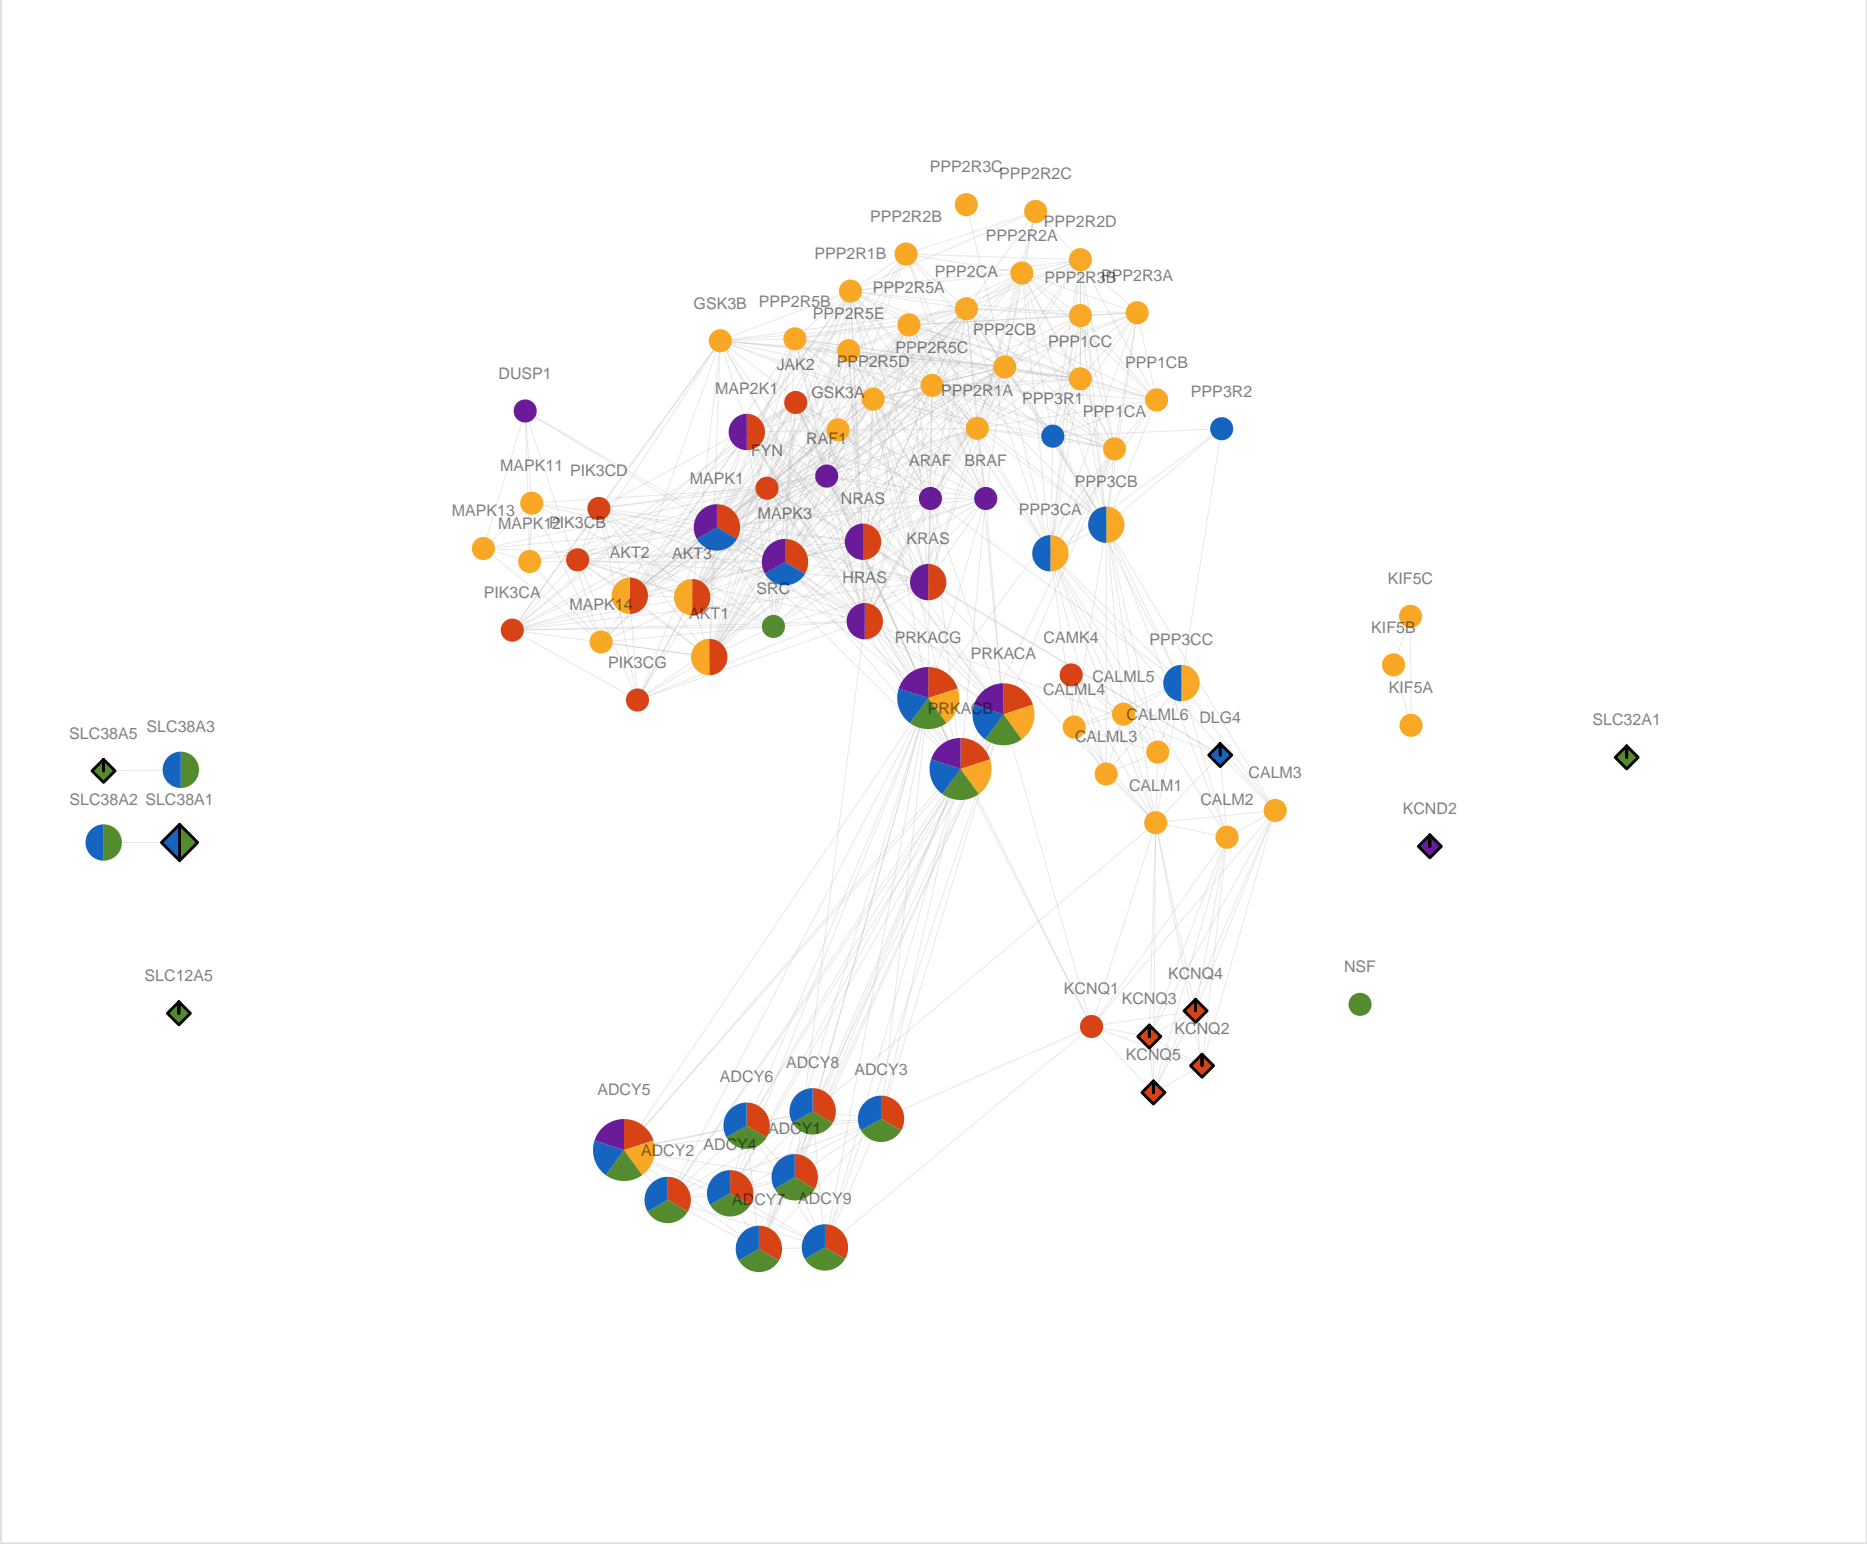 PPP2R3C
PPP2R2C
PPP2R2B
PPP2R2D
PPP2R2A
PPP2R1B
PPP2CA
PPP2R3B
PPP2R3A
PPP2R5A
GSK3B
PPP2R5B
PPP2R5E
PPP2CB
PPP1CC
PPP2R5C
PPP2R5D
JAK2
PPP1CB
DUSP1
MAP2K1
GSK3A
PPP2R1A
PPP3R1
PPP3R2
PPP1CA
RAF1
FYN
ARAF
BRAF
MAPK11
PIK3CD
MAPK1
PPP3CB
NRAS
MAPK13
MAPK12
PIK3CB
MAPK3
PPP3CA
KRAS
AKT2
AKT3
HRAS
KIF5C
SRC
PIK3CA
MAPK14
AKT1
KIF5B
PRKACG
CAMK4
PPP3CC
PRKACA
PIK3CG
CALML5
CALML4
KIF5A
PRKACB
CALML6
DLG4
SLC32A1
SLC38A5
SLC38A3
CALML3
CALM3
CALM1
SLC38A2
SLC38A1
CALM2
KCND2
NSF
SLC12A5
KCNQ4
KCNQ1
KCNQ3
KCNQ2
KCNQ5
ADCY8
ADCY3
ADCY6
ADCY5
ADCY1
ADCY4
ADCY2
ADCY7
ADCY9